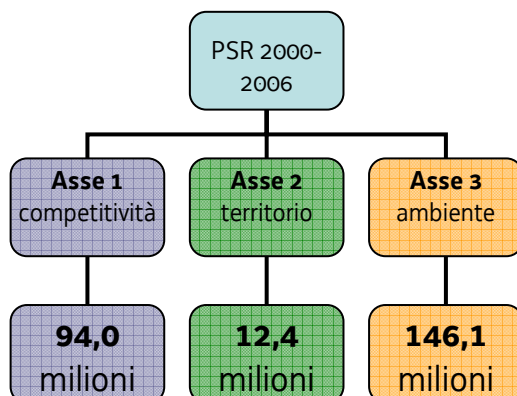 PSR 2000-
2006
Asse 1
competitività
Asse 2
territorio
Asse 3
ambiente
94,0
milioni
12,4
milioni
146,1
milioni